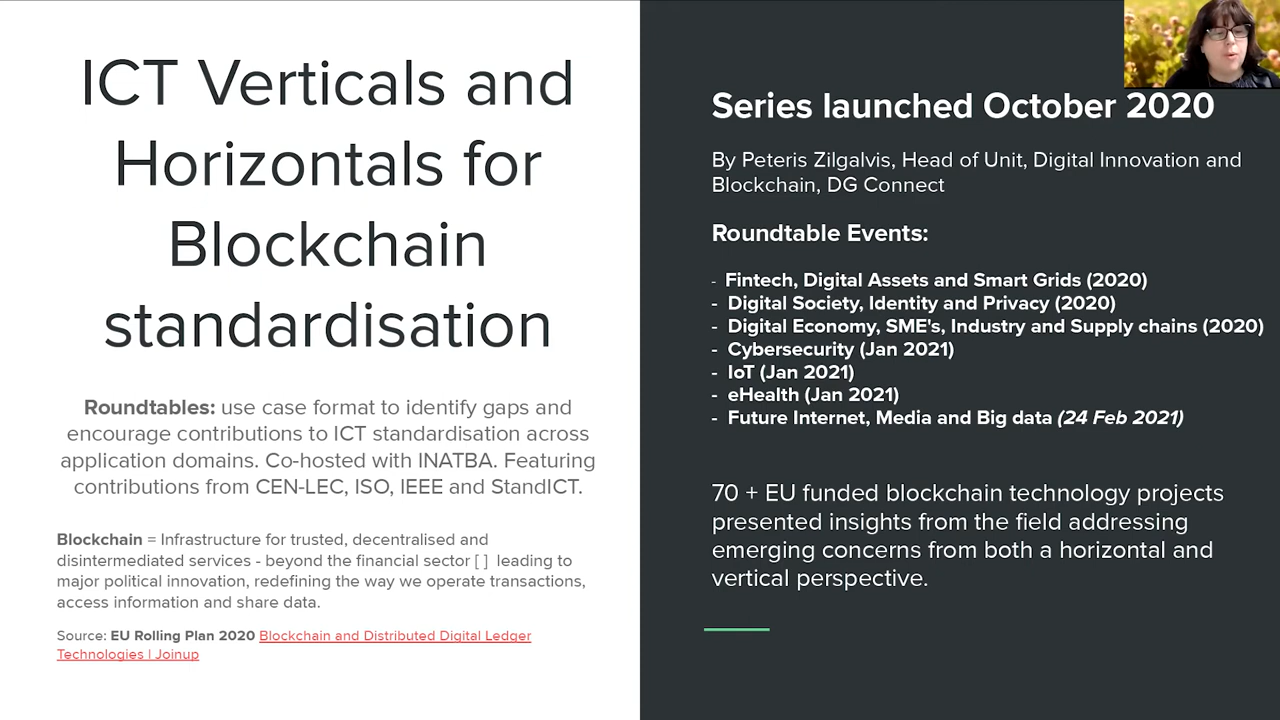 ICT Verticals and
Horizontals for
Blockchain
standardisation
Roundtables: use case format to identify gaps and
encourage contributions to ICT standardisation across
application domains. Co-hosted with INATBA. Featuring
contributions from CEN-LEC, ISO, IEEE and StandICT.
Blockchain = Infrastructure for trusted, decentralised and
disintermediated services - beyond the financial sector [ ] leading to
major political innovation, redefining the way we operate transactions,
access information and share data.
Source: EU Rolling Plan 2020 Blockchain and Distributed Digital Ledger
Technologies | Joinup
Series launched October 2020
By Peteris Zilgalvis, Head of Unit, Digital Innovation and
Blockchain, DG Connect
Roundtable Events:
- Fintech, Digital Assets and Smart Grids (2020)
- Digital Society, Identity and Privacy (2020)
- Digital Economy, SME's, Industry and Supply chains (2020)
- Cybersecurity (Jan 2021)
- IoT (Jan 2021)
- eHealth (Jan 2021)
- Future Internet, Media and Big data (24 Feb 2021)
70 + EU funded blockchain technology projects
presented insights from the field addressing
emerging concerns from both a horizontal and
vertical perspective.